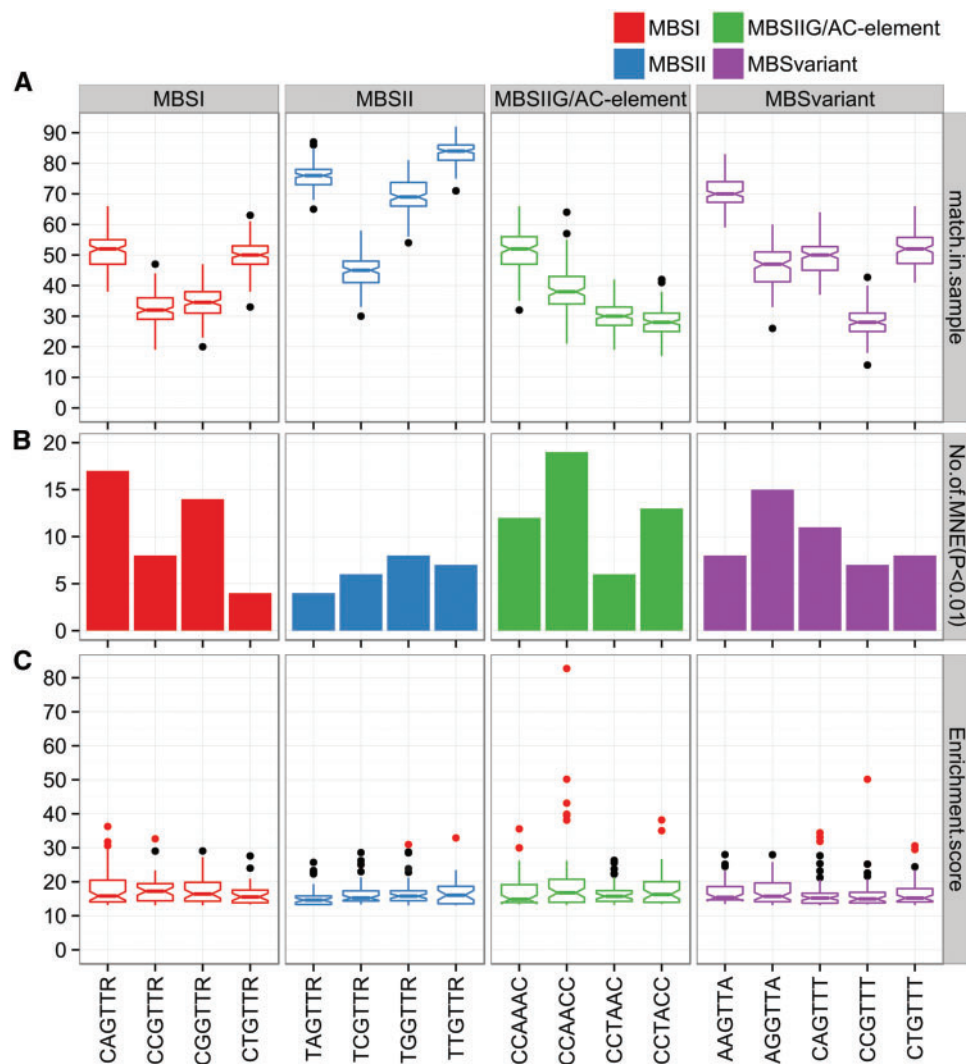 MBSI MBSIIG/AC-element
MBSII MBSvariant
A
MBSI MBSII MBSIIG/AC-element MBSvariant
90
80
70
60
50
40
30
20
10
0
match.in.sample
B
20
15
10
5
0
No.of.MNE(P<0.01)
C
80
70
60
50
40
30
20
10
0
Enrichment.score
CAGTTR CCGTTR CGGTTR CTGTTR TAGTTR TCGTTR TGGTTR TTGTTR CCAAAC CCAACC CCTAAC CCTACC AAGTTA AGGTTA CAGTTT CCGTTT CTGTTT